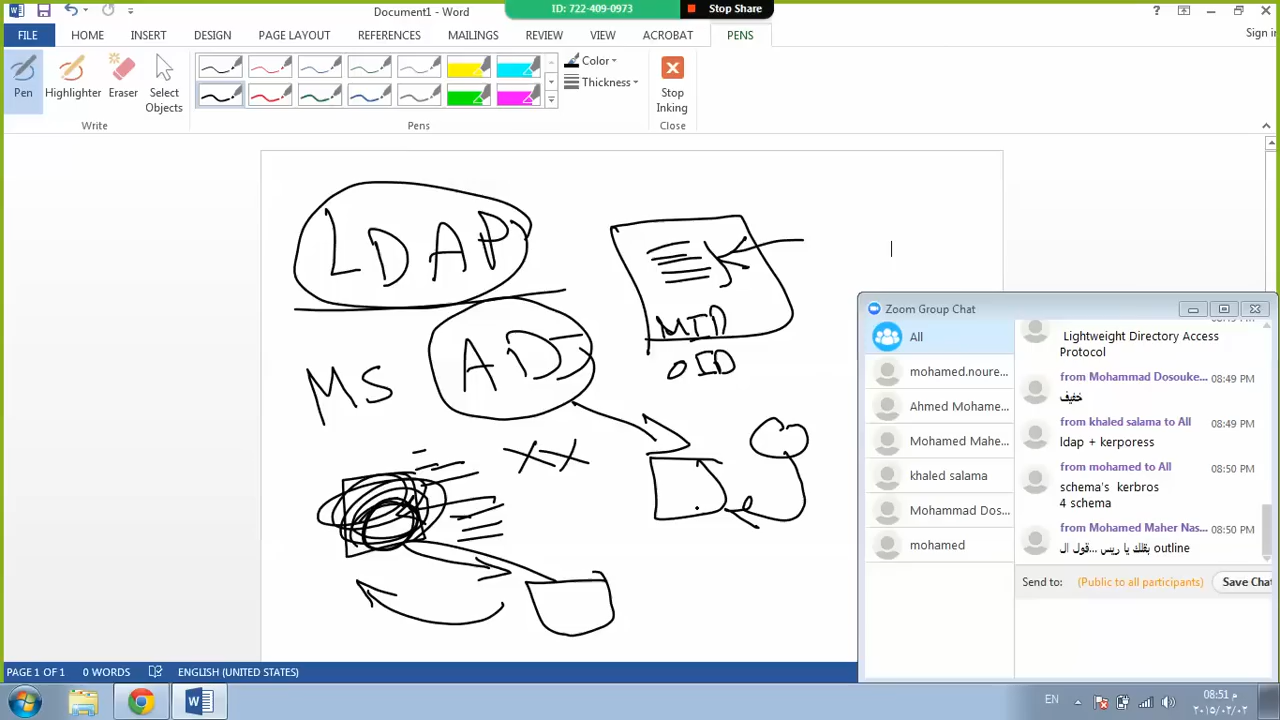 Document1 - Word
ID: 722-409-0973
Stop Share
FILE
HOME
INSERT
DESIGN
PAGE LAYOUT
REFERENCES
MAILINGS
REVIEW
VIEW
ACROBAT
PENS
Sign in
Pen
Highlighter
Eraser
Select
Objects
Color
Thickness
Stop
Inking
Write
Pens
Close
LDAP
MID
OID
MS
AD
XX
Zoom Group Chat
All
mohamed.noure...
Ahmed Mohame...
Mohamed Mahe...
khaled salama
Mohammad Dos...
mohamed
Lightweight Directory Access
Protocol
from Mohammad Dosouke... 08:49 PM
خفيف
from khaled salama to All 08:49 PM
ldap + kerporess
from mohamed to All 08:50 PM
schema's kerbros
4 schema
from Mohamed Maher Nas... 08:50 PM
بقلك يا ريس ...قول ال outline
Send to: (Public to all participants) Save Chat
PAGE 1 OF 1
0 WORDS
ENGLISH (UNITED STATES)
EN
08:51 م
٢٠١٥/٠٢/٠٢